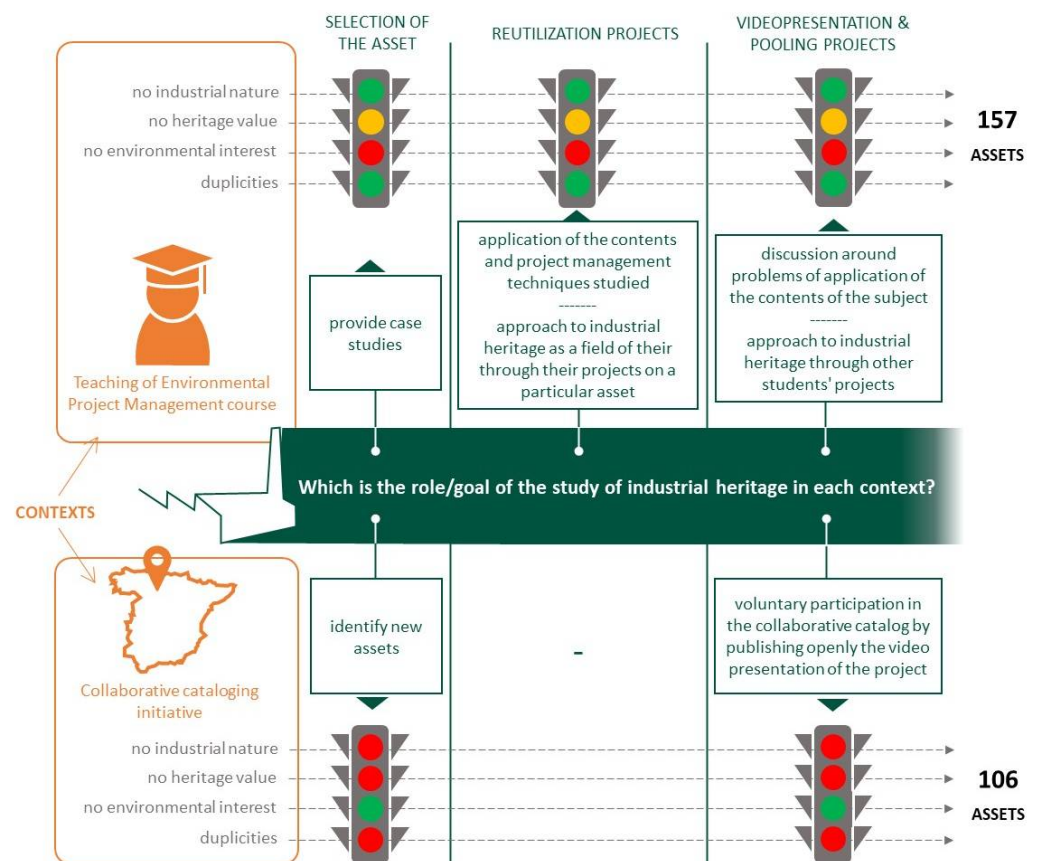 SELECTION OF
THE ASSET
REUTILIZATION PROJECTS
VIDEOPRESENTATION &
POOLING PROJECTS
no industrial nature
no heritage value
no environmental interest
duplicities
157
ASSETS
Teaching of Environmental
Project Management course
provide case
studies
application of the contents
and project management
techniques studied
-------
approach to industrial
heritage as a field of their
through their projects on a
particular asset
discussion around
problems of application of
the contents of the subject
-------
approach to industrial
heritage through other
students' projects
CONTEXTS
Which is the role/goal of the study of industrial heritage in each context?
Collaborative cataloging
initiative
identify new
assets
-
voluntary participation in
the collaborative catalog by
publishing openly the video
presentation of the project
no industrial nature
no heritage value
no environmental interest
duplicities
106
ASSETS